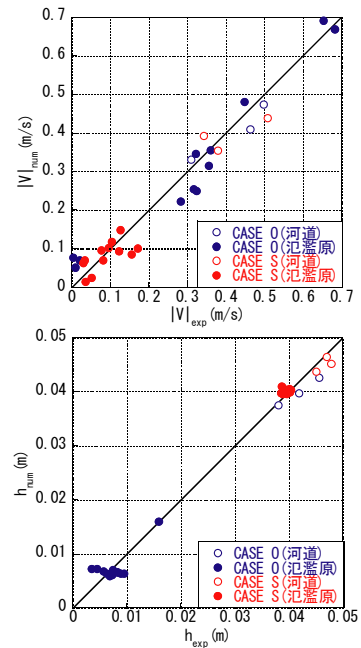 0.7
0.6
0.5
0.4
0.3
0.2
0.1
0
|V|num (m/s)
CASE O(河道)
CASE O(氾濫原)
CASE S(河道)
CASE S(氾濫原)
0 0.1 0.2 0.3 0.4 0.5 0.6 0.7
|V|exp (m/s)
0.05
0.04
0.03
0.02
0.01
0
hnum (m)
CASE O(河道)
CASE O(氾濫原)
CASE S(河道)
CASE S(氾濫原)
0 0.01 0.02 0.03 0.04 0.05
hexp (m)